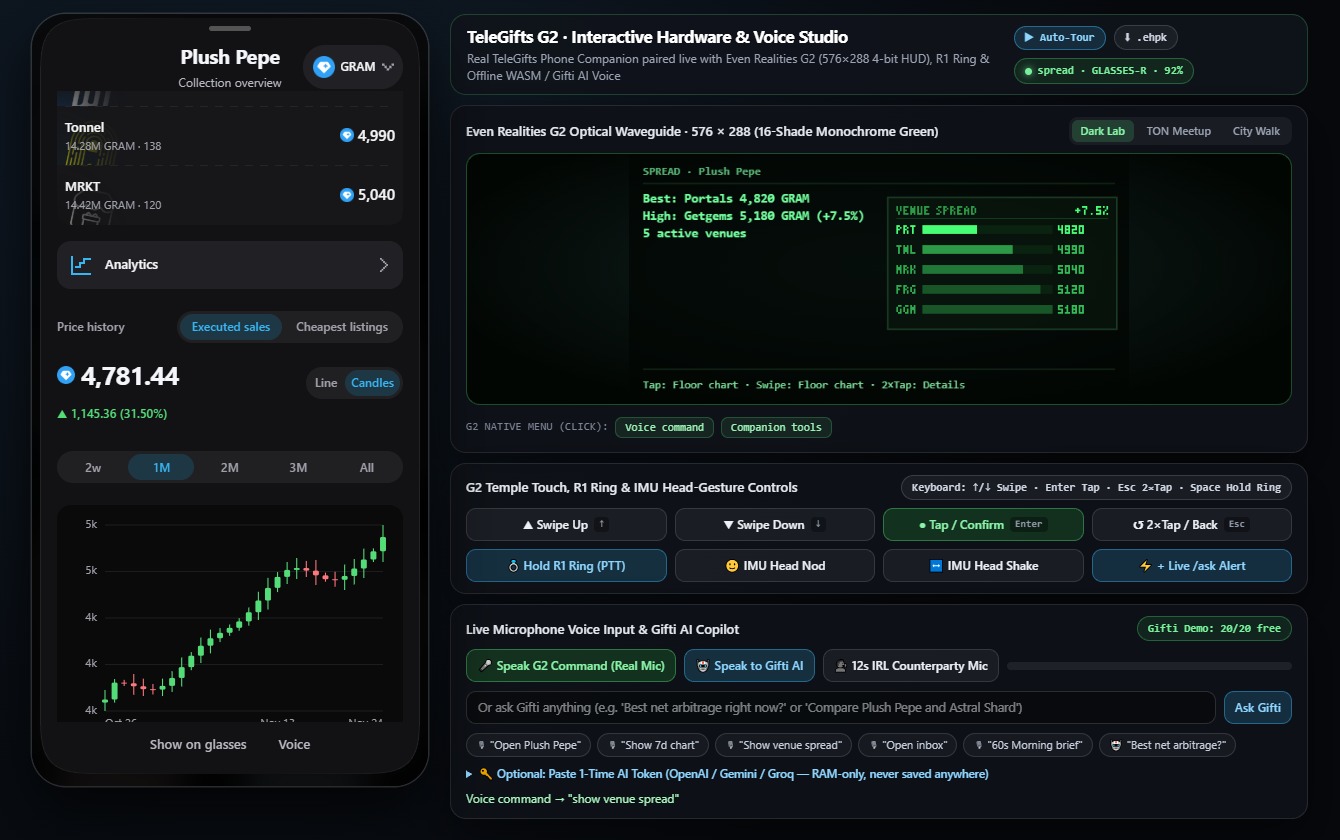 Plush Pepe
Collection overview
GRAM
Tonnel
14.28M GRAM · 138
4,990
MRKT
14.42M GRAM · 120
5,040
Analytics
Price history
Executed sales
Cheapest listings
4,781.44
▲ 1,145.36 (31.50%)
Line
Candles
2w
1M
2M
3M
All
5k
5k
4k
4k
4k
Oct 26
Nov 13
Nov 24
Show on glasses
Voice
TeleGifts G2 · Interactive Hardware & Voice Studio
Real TeleGifts Phone Companion paired live with Even Realities G2 (576×288 4-bit HUD), R1 Ring &
Offline WASM / Gifti AI Voice
▶ Auto-Tour
⬇ .ehpk
● spread · GLASSES-R · 92%
Even Realities G2 Optical Waveguide · 576 × 288 (16-Shade Monochrome Green)
Dark Lab
TON Meetup
City Walk
SPREAD · Plush Pepe
Best: Portals 4,820 GRAM
High: Getgems 5,180 GRAM (+7.5%)
5 active venues
VENUE SPREAD +7.5%
PRT 4820
TNL 4990
MRK 5040
FRG 5120
GGM 5180
Tap: Floor chart · Swipe: Floor chart · 2×Tap: Details
G2 NATIVE MENU (CLICK):
Voice command
Companion tools
G2 Temple Touch, R1 Ring & IMU Head-Gesture Controls
Keyboard: ↑/↓ Swipe · Enter Tap · Esc 2×Tap · Space Hold Ring
▲ Swipe Up ↑
▼ Swipe Down ↓
● Tap / Confirm Enter
↺ 2×Tap / Back Esc
💍 Hold R1 Ring (PTT)
🙂 IMU Head Nod
↔ IMU Head Shake
⚡ + Live /ask Alert
Live Microphone Voice Input & Gifti AI Copilot
Gifti Demo: 20/20 free
🎤 Speak G2 Command (Real Mic)
Speak to Gifti AI
12s IRL Counterparty Mic
Or ask Gifti anything (e.g. 'Best net arbitrage right now?' or 'Compare Plush Pepe and Astral Shard')
Ask Gifti
🎙 "Open Plush Pepe"
🎙 "Show 7d chart"
🎙 "Show venue spread"
🎙 "Open inbox"
🎙 "60s Morning brief"
"Best net arbitrage?"
▶ 🔑 Optional: Paste 1-Time AI Token (OpenAI / Gemini / Groq — RAM-only, never saved anywhere)
Voice command → "show venue spread"